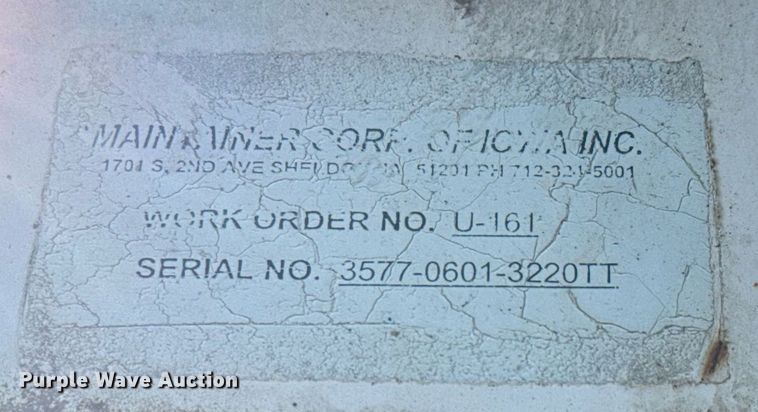 MAINTAINER CORP. OF IOWA INC.
1701 S. 2ND AVE SHELDON IA 51201 PH 712-324-5001
WORK ORDER NO. U-161
SERIAL NO. 3577-0601-3220TT
Purple Wave Auction